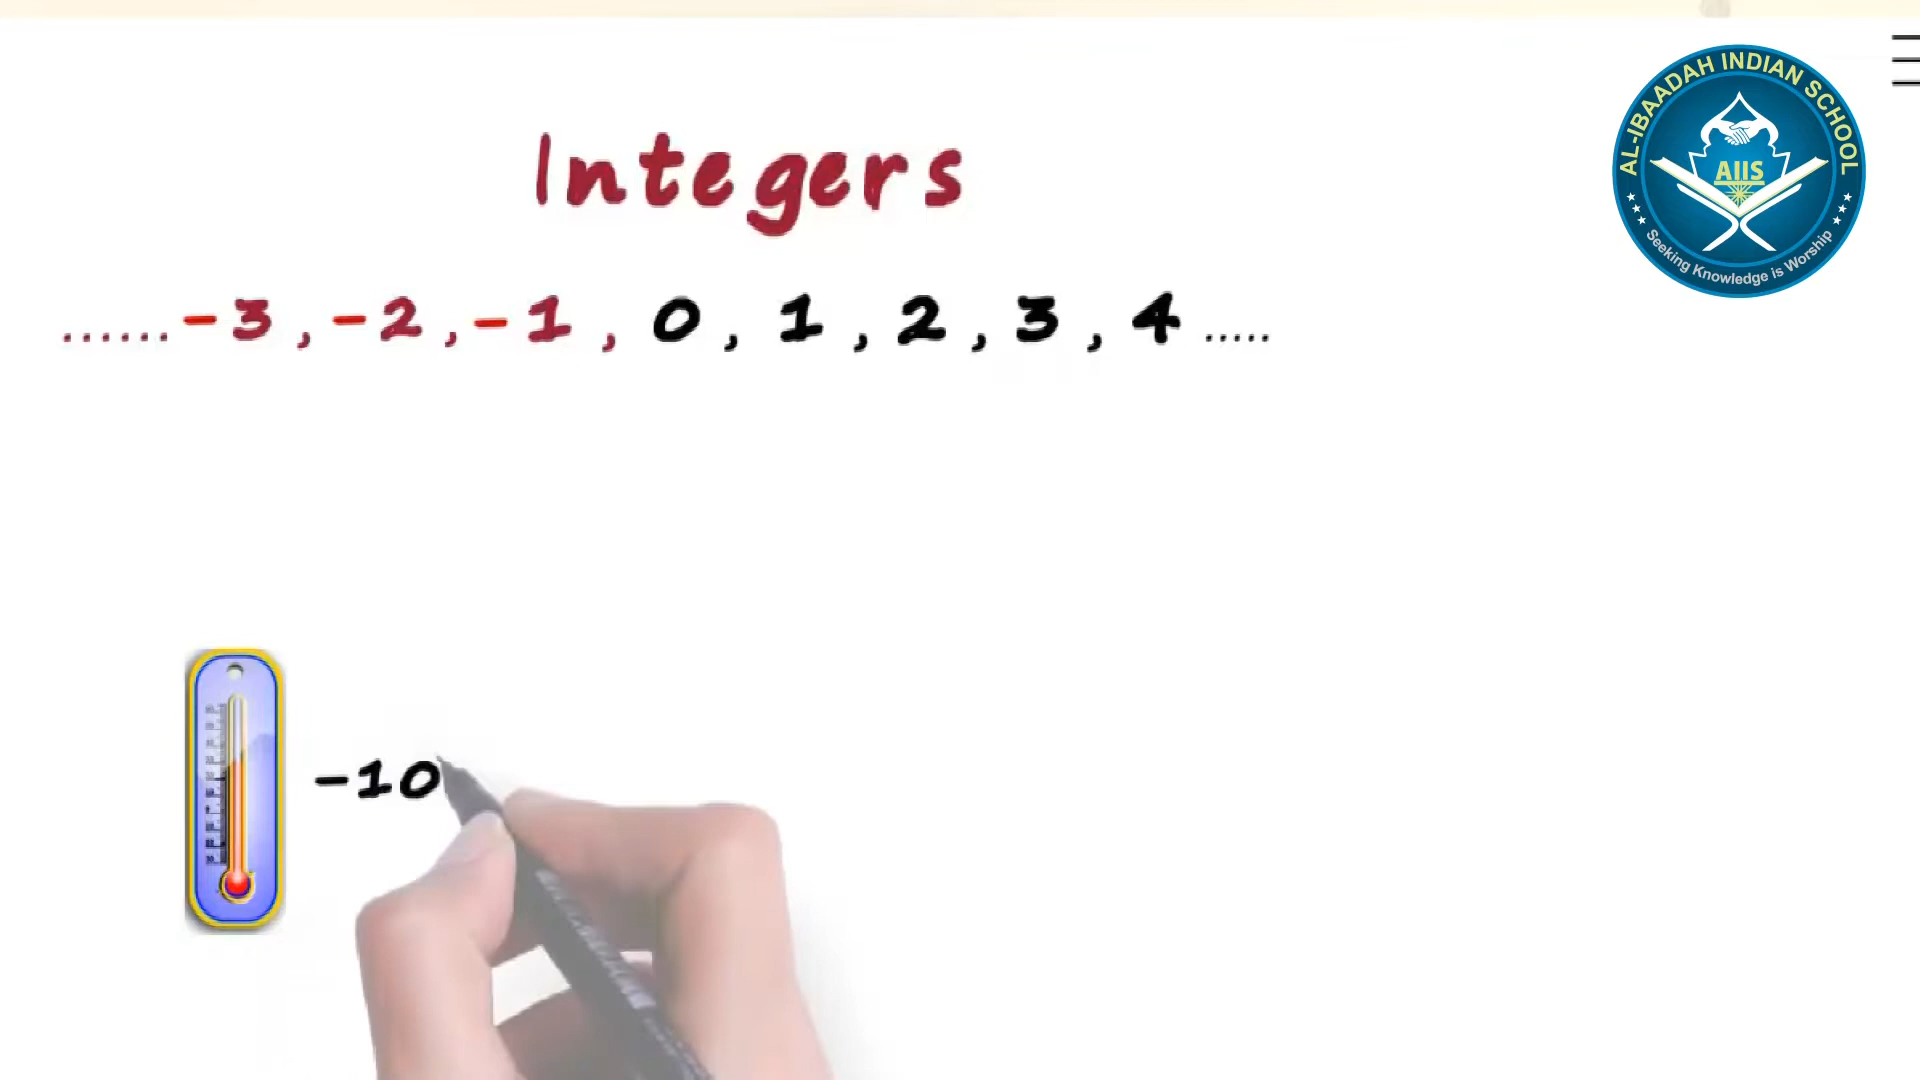 AL-IBAADAH INDIAN SCHOOL
AIIS
Seeking Knowledge is Worship
Integers
......-3, -2, -1, 0, 1, 2, 3, 4.....
-10